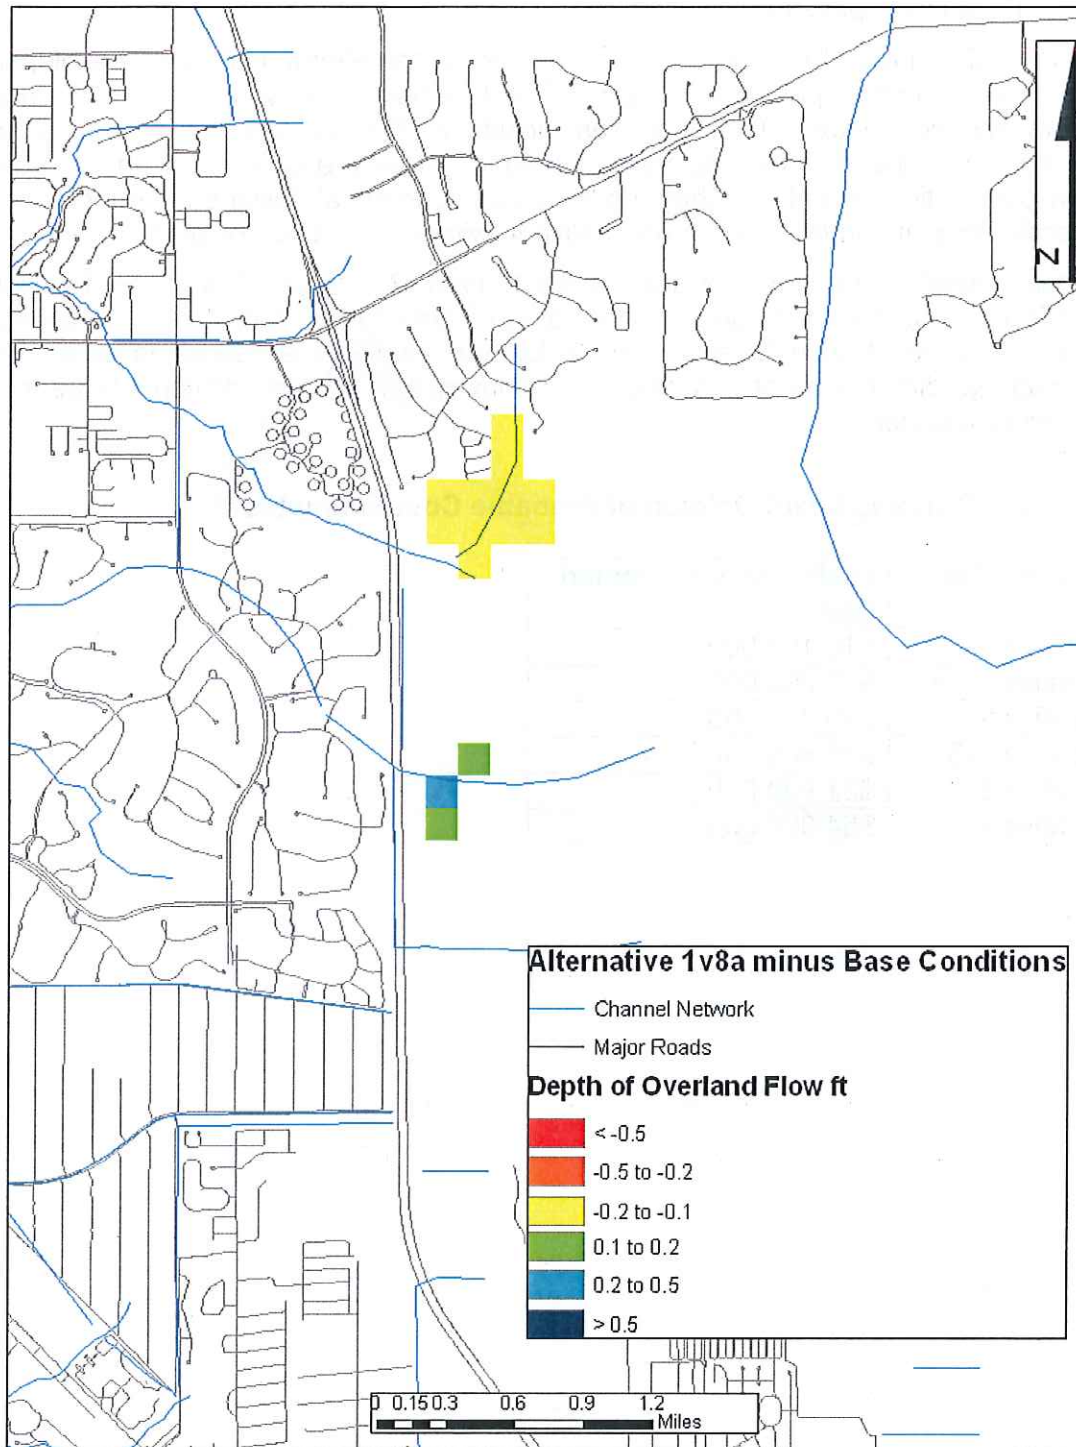 N
Alternative 1v8a minus Base Conditions
Channel Network
Major Roads
Depth of Overland Flow ft
< -0.5
-0.5 to -0.2
-0.2 to -0.1
0.1 to 0.2
0.2 to 0.5
> 0.5
0 0.15 0.3 0.6 0.9 1.2
Miles